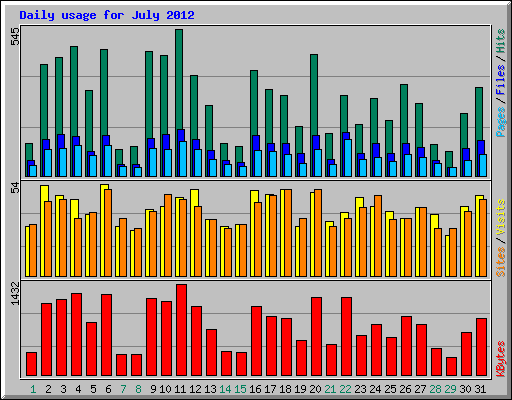 Daily usage for July 2012
545
Pages / Files / Hits
54
Sites / Visits
1432
KBytes
1 2 3 4 5 6 7 8 9 10 11 12 13 14 15 16 17 18 19 20 21 22 23 24 25 26 27 28 29 30 31